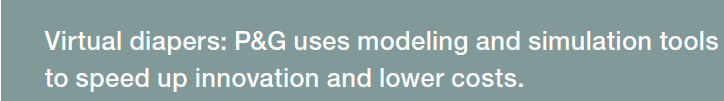 Virtual diapers: P&G uses modeling and simulation tools
to speed up innovation and lower costs.